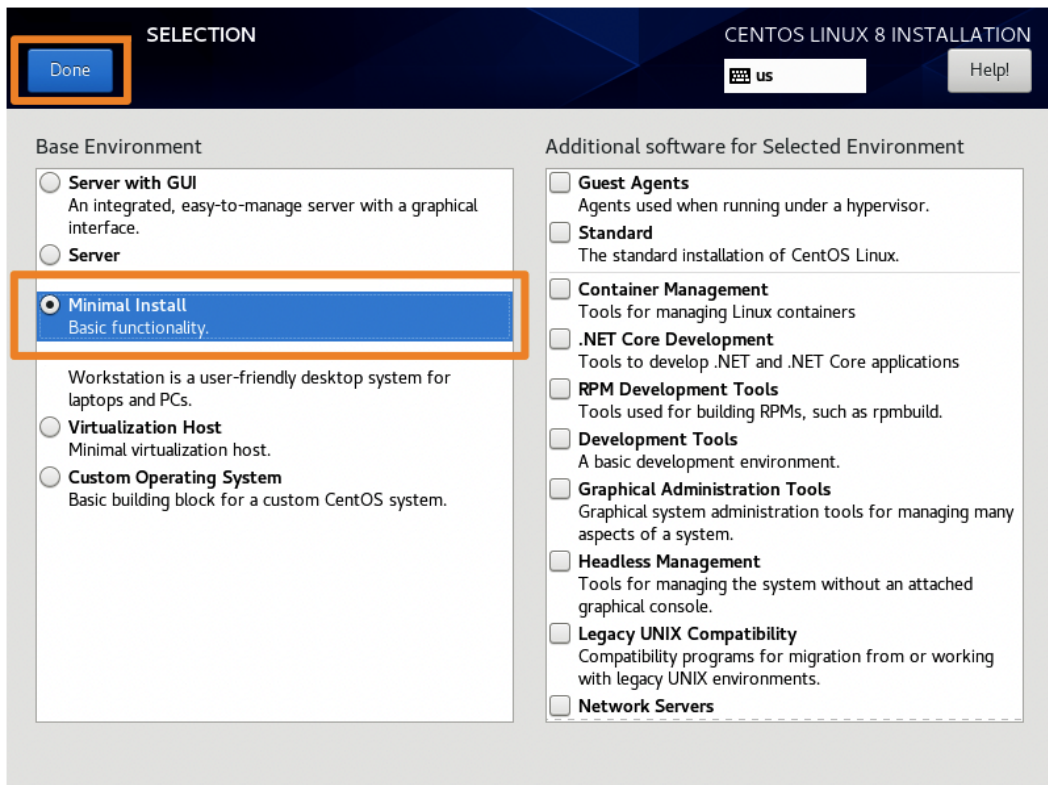 SELECTION
CENTOS LINUX 8 INSTALLATION
Done
us
Help!
Base Environment
Server with GUI
An integrated, easy-to-manage server with a graphical
interface.
Server
Minimal Install
Basic functionality.
Workstation is a user-friendly desktop system for
laptops and PCs.
Virtualization Host
Minimal virtualization host.
Custom Operating System
Basic building block for a custom CentOS system.
Additional software for Selected Environment
Guest Agents
Agents used when running under a hypervisor.
Standard
The standard installation of CentOS Linux.
Container Management
Tools for managing Linux containers
.NET Core Development
Tools to develop .NET and .NET Core applications
RPM Development Tools
Tools used for building RPMs, such as rpmbuild.
Development Tools
A basic development environment.
Graphical Administration Tools
Graphical system administration tools for managing many
aspects of a system.
Headless Management
Tools for managing the system without an attached
graphical console.
Legacy UNIX Compatibility
Compatibility programs for migration from or working
with legacy UNIX environments.
Network Servers